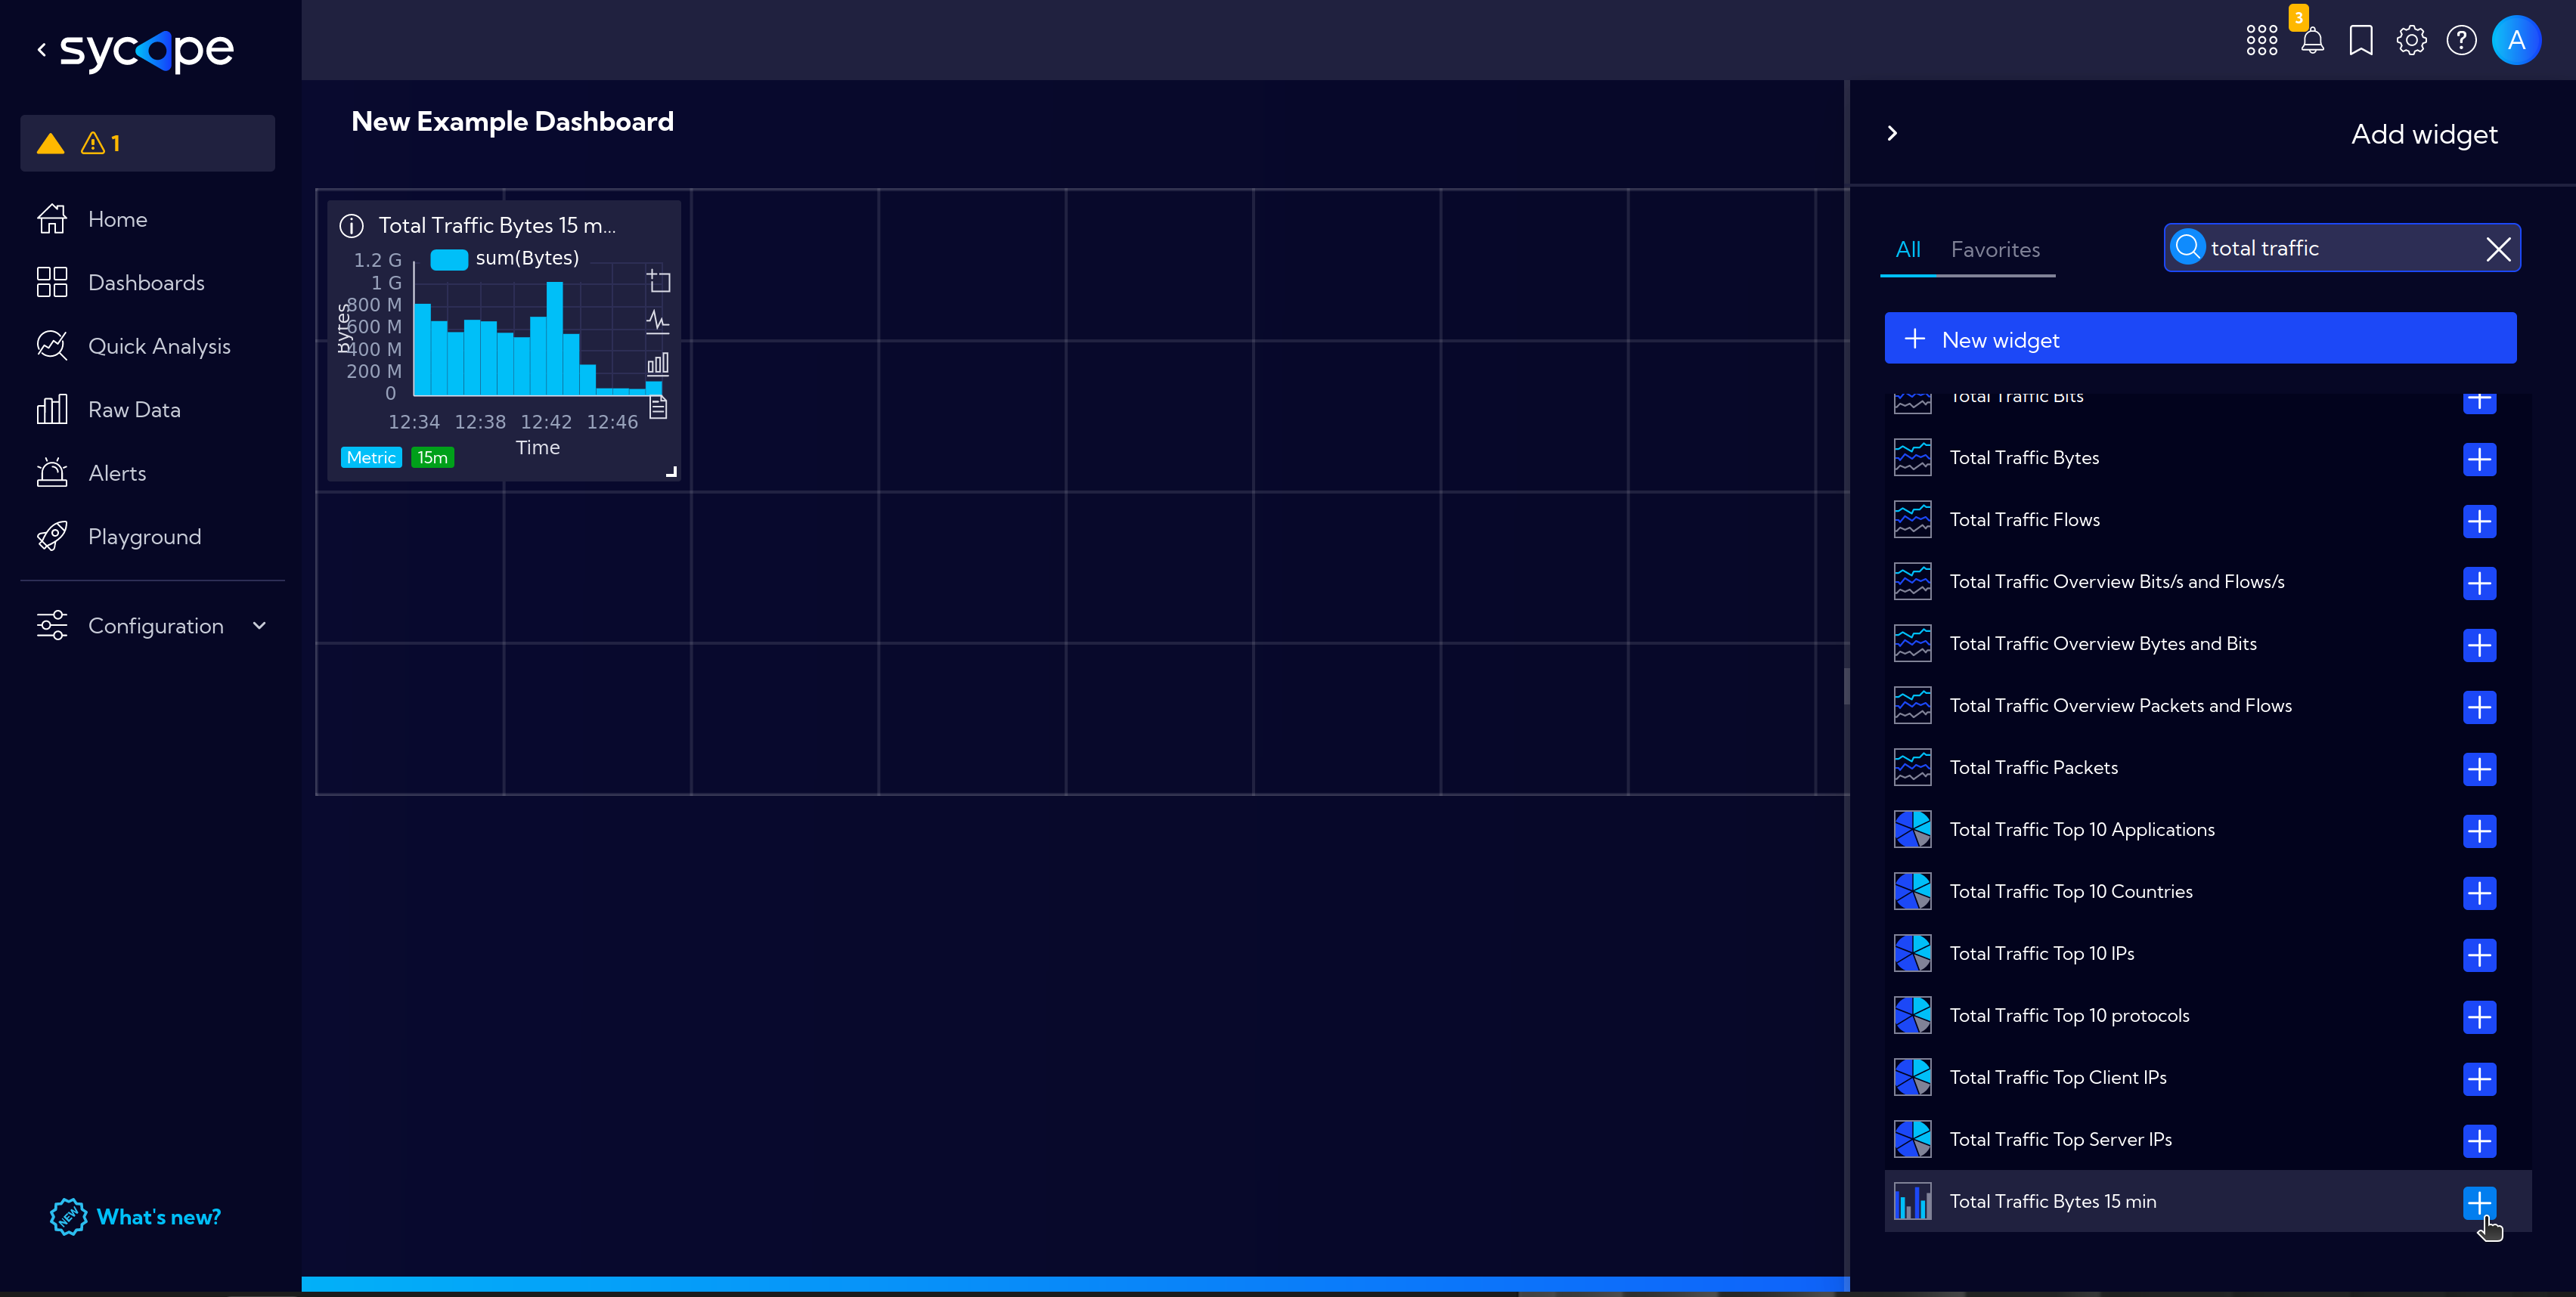 sycope
1
Home
Dashboards
Quick Analysis
Raw Data
Alerts
Playground
Configuration
NEW
What's new?
3
A
New Example Dashboard
Total Traffic Bytes 15 m...
sum(Bytes)
1.2 G
1 G
800 M
600 M
400 M
200 M
0
bytes
12:34 12:38 12:42 12:46
Time
Metric 15m
Add widget
All Favorites
total traffic
New widget
Total Traffic Bits
Total Traffic Bytes
Total Traffic Flows
Total Traffic Overview Bits/s and Flows/s
Total Traffic Overview Bytes and Bits
Total Traffic Overview Packets and Flows
Total Traffic Packets
Total Traffic Top 10 Applications
Total Traffic Top 10 Countries
Total Traffic Top 10 IPs
Total Traffic Top 10 protocols
Total Traffic Top Client IPs
Total Traffic Top Server IPs
Total Traffic Bytes 15 min